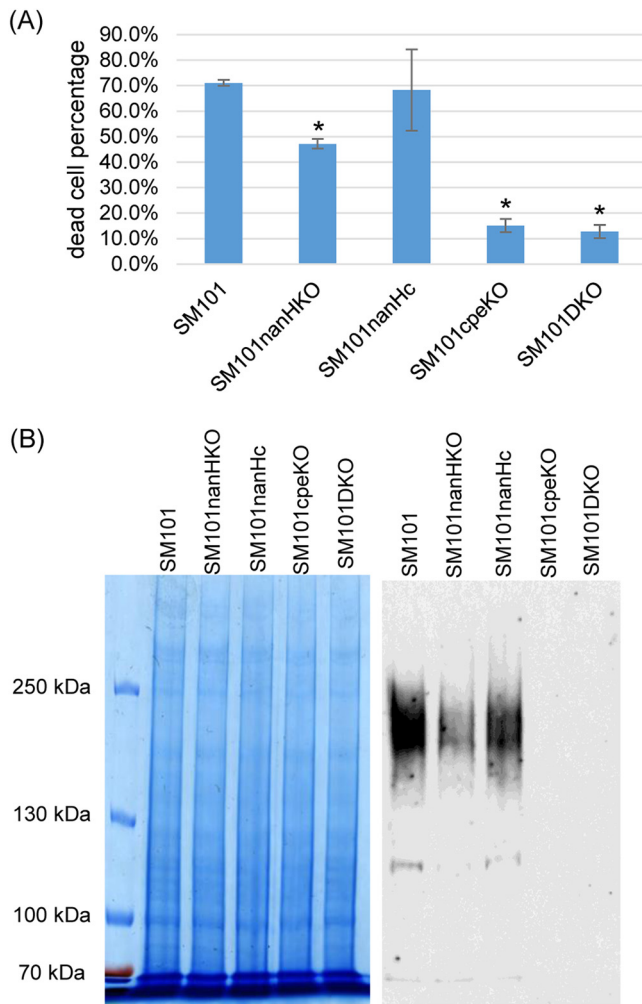 (A)
dead cell percentage
90.0%
80.0%
70.0%
60.0%
50.0%
40.0%
30.0%
20.0%
10.0%
0.0%
*
*
*
SM101
SM101nanHKO
SM101nanHc
SM101cpeKO
SM101DKO
(B)
SM101
SM101nanHKO
SM101nanHc
SM101cpeKO
SM101DKO
SM101
SM101nanHKO
SM101nanHc
SM101cpeKO
SM101DKO
250 kDa
130 kDa
100 kDa
70 kDa